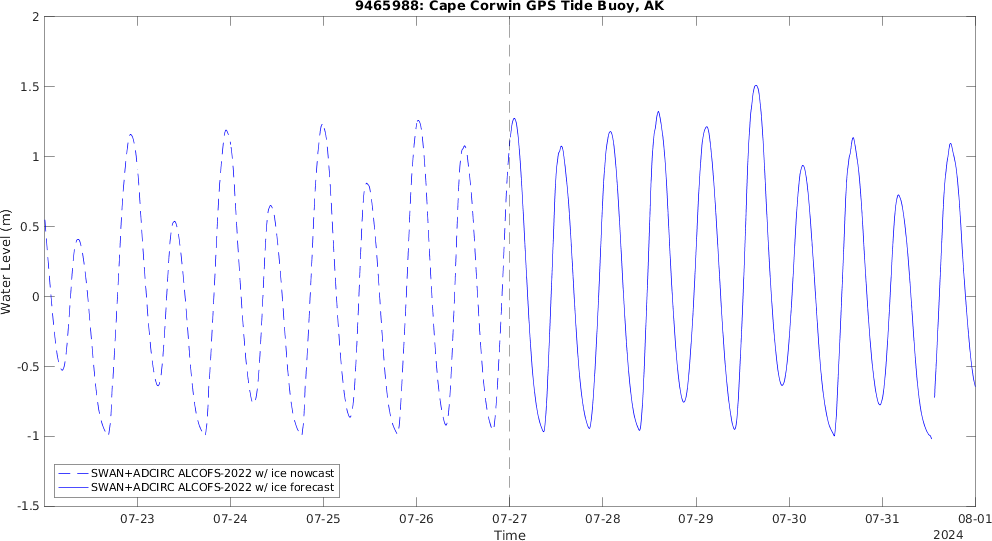 9465988: Cape Corwin GPS Tide Buoy, AK
Water Level (m)
2
1.5
1
0.5
0
-0.5
-1
-1.5
SWAN+ADCIRC ALCOFS-2022 w/ ice nowcast
SWAN+ADCIRC ALCOFS-2022 w/ ice forecast
07-23 07-24 07-25 07-26 07-27 07-28 07-29 07-30 07-31 08-01
Time
2024